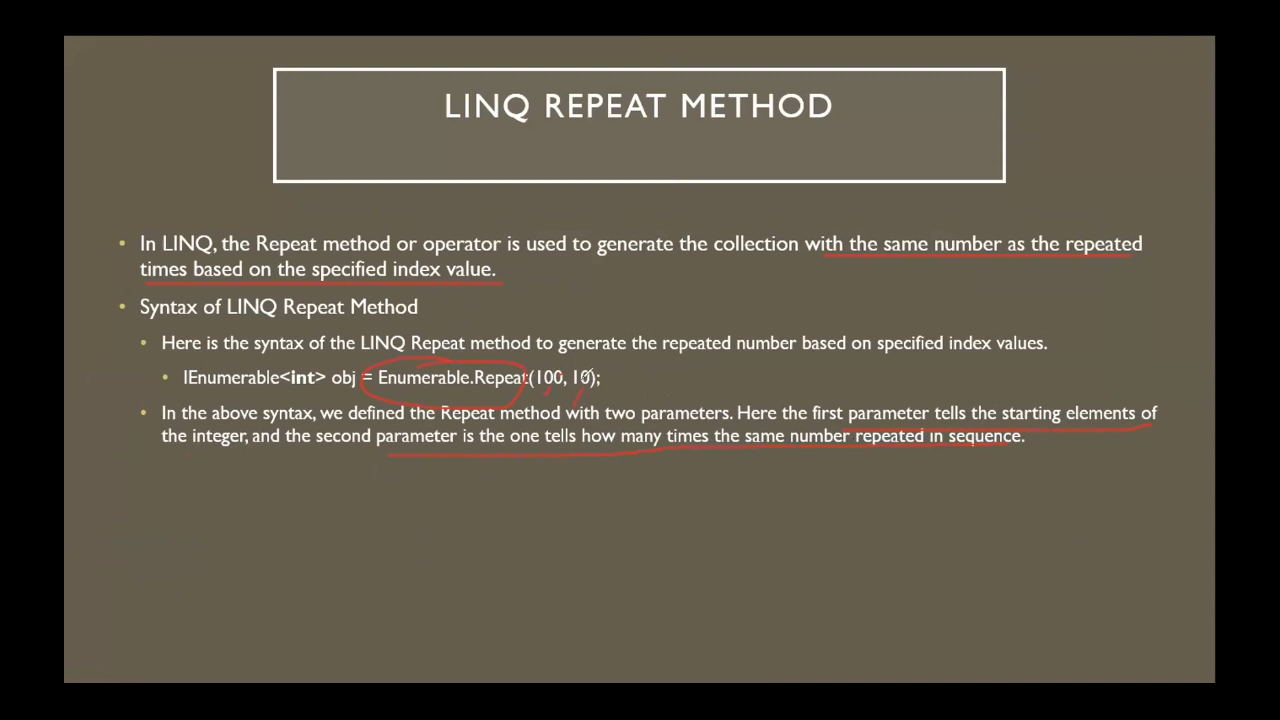 LINQ REPEAT METHOD
• In LINQ, the Repeat method or operator is used to generate the collection with the same number as the repeated
times based on the specified index value.
• Syntax of LINQ Repeat Method
• Here is the syntax of the LINQ Repeat method to generate the repeated number based on specified index values.
• IEnumerable<int> obj = Enumerable.Repeat(100, 10);
• In the above syntax, we defined the Repeat method with two parameters. Here the first parameter tells the starting elements of
the integer, and the second parameter is the one tells how many times the same number repeated in sequence.